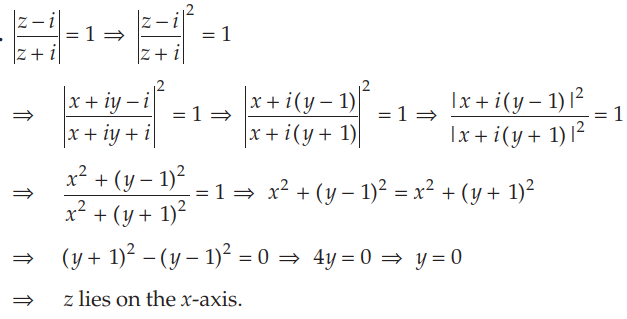 . |z – i / z + i| = 1 ⇒ |z – i / z + i|² = 1
⇒ |x + iy – i / x + iy + i|² = 1 ⇒ |x + i(y – 1) / x + i(y + 1)|² = 1 ⇒ |x + i(y – 1)|² / |x + i(y + 1)|² = 1
⇒ x² + (y – 1)² / x² + (y + 1)² = 1 ⇒ x² + (y – 1)² = x² + (y + 1)²
⇒ (y + 1)² – (y – 1)² = 0 ⇒ 4y = 0 ⇒ y = 0
⇒ z lies on the x-axis.